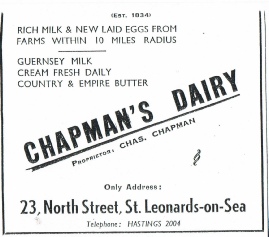 (EST. 1834)
RICH MILK & NEW LAID EGGS FROM
FARMS WITHIN 10 MILES RADIUS
GUERNSEY MILK
CREAM FRESH DAILY
COUNTRY & EMPIRE BUTTER
CHAPMAN'S DAIRY
PROPRIETOR: CHAS. CHAPMAN
Only Address:
23, North Street, St. Leonards-on-Sea
Telephone: HASTINGS 2004